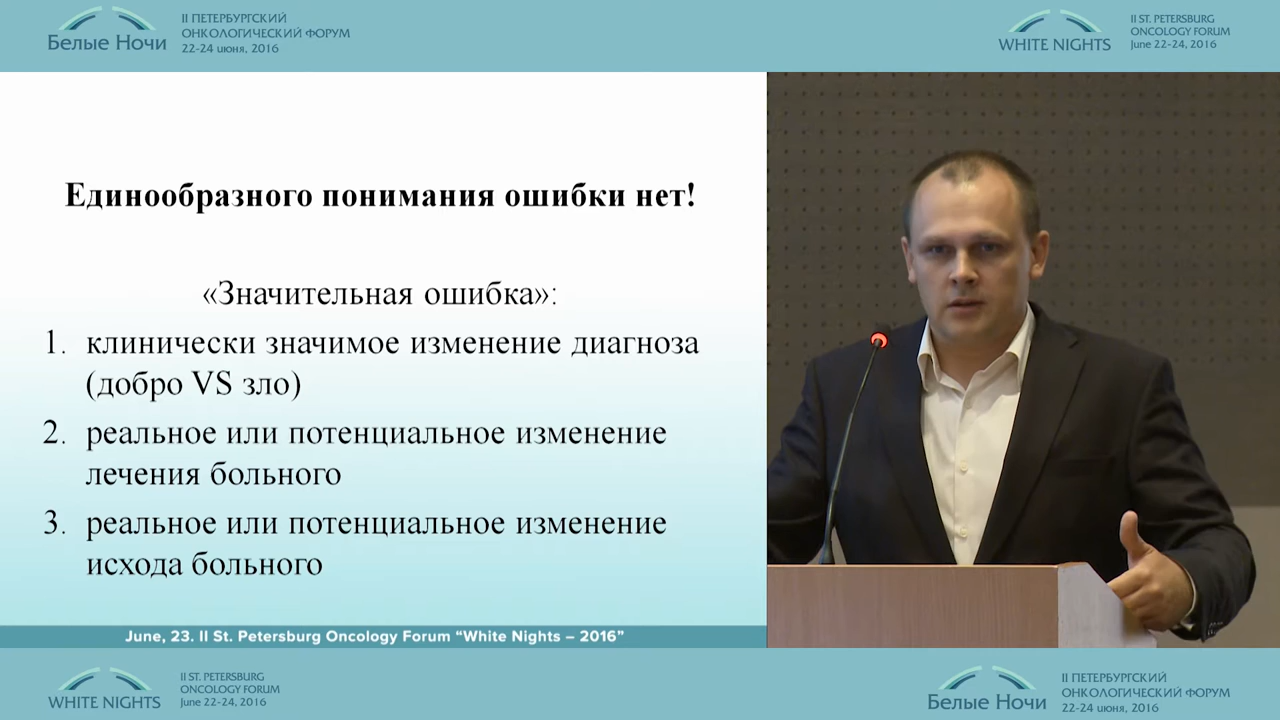 Белые Ночи
II ПЕТЕРБУРГСКИЙ
ОНКОЛОГИЧЕСКИЙ ФОРУМ
22-24 июня, 2016
WHITE NIGHTS
II ST. PETERSBURG
ONCOLOGY FORUM
June 22-24, 2016
Единообразного понимания ошибки нет!
«Значительная ошибка»:
1. клинически значимое изменение диагноза
(добро VS зло)
2. реальное или потенциальное изменение
лечения больного
3. реальное или потенциальное изменение
исхода больного
June, 23. II St. Petersburg Oncology Forum “White Nights – 2016”
WHITE NIGHTS
II ST. PETERSBURG
ONCOLOGY FORUM
June 22-24, 2016
Белые Ночи
II ПЕТЕРБУРГСКИЙ
ОНКОЛОГИЧЕСКИЙ ФОРУМ
22-24 июня, 2016